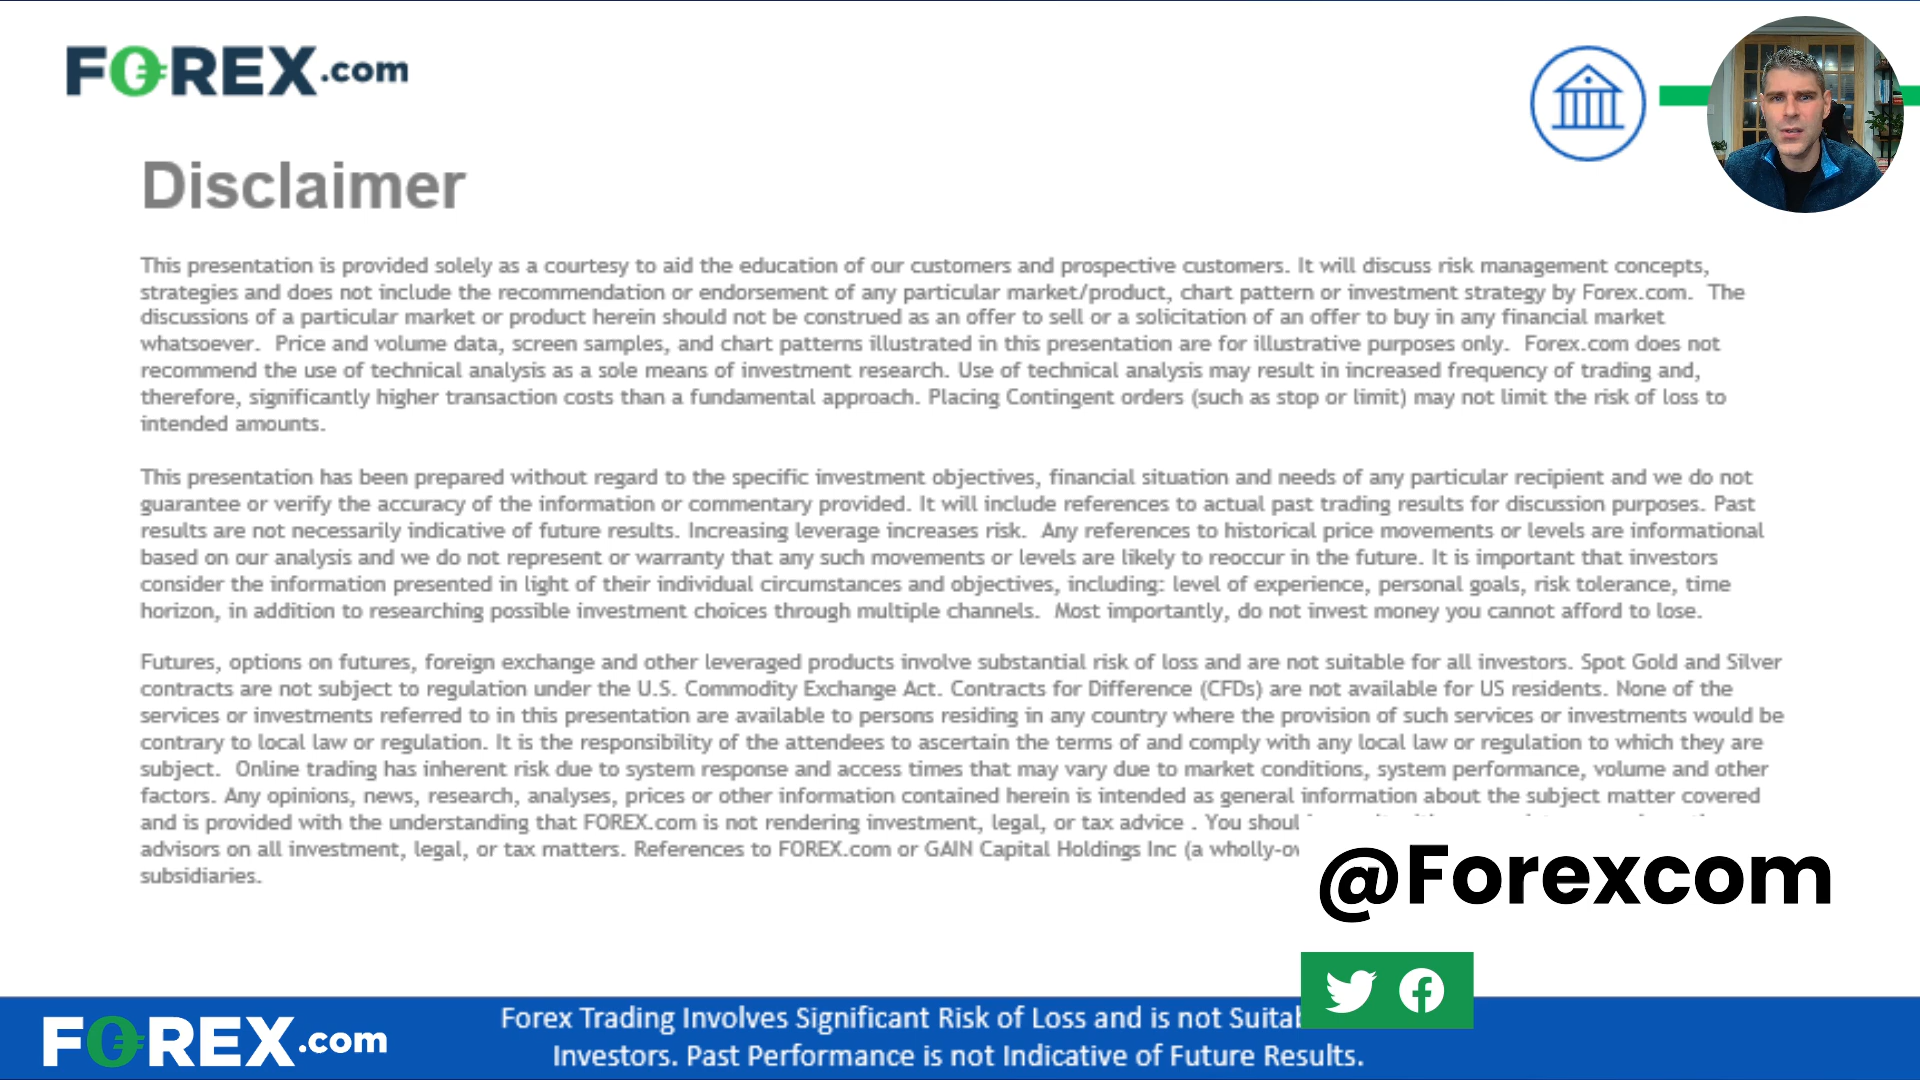 FOREX.com
Disclaimer
This presentation is provided solely as a courtesy to aid the education of our customers and prospective customers. It will discuss risk management concepts,
strategies and does not include the recommendation or endorsement of any particular market/product, chart pattern or investment strategy by Forex.com. The
discussions of a particular market or product herein should not be construed as an offer to sell or a solicitation of an offer to buy in any financial market
whatsoever. Price and volume data, screen samples, and chart patterns illustrated in this presentation are for illustrative purposes only. Forex.com does not
recommend the use of technical analysis as a sole means of investment research. Use of technical analysis may result in increased frequency of trading and,
therefore, significantly higher transaction costs than a fundamental approach. Placing Contingent orders (such as stop or limit) may not limit the risk of loss to
intended amounts.
This presentation has been prepared without regard to the specific investment objectives, financial situation and needs of any particular recipient and we do not
guarantee or verify the accuracy of the information or commentary provided. It will include references to actual past trading results for discussion purposes. Past
results are not necessarily indicative of future results. Increasing leverage increases risk. Any references to historical price movements or levels are informational
based on our analysis and we do not represent or warranty that any such movements or levels are likely to reoccur in the future. It is important that investors
consider the information presented in light of their individual circumstances and objectives, including: level of experience, personal goals, risk tolerance, time
horizon, in addition to researching possible investment choices through multiple channels. Most importantly, do not invest money you cannot afford to lose.
Futures, options on futures, foreign exchange and other leveraged products involve substantial risk of loss and are not suitable for all investors. Spot Gold and Silver
contracts are not subject to regulation under the U.S. Commodity Exchange Act. Contracts for Difference (CFDs) are not available for US residents. None of the
services or investments referred to in this presentation are available to persons residing in any country where the provision of such services or investments would be
contrary to local law or regulation. It is the responsibility of the attendees to ascertain the terms of and comply with any local law or regulation to which they are
subject. Online trading has inherent risk due to system response and access times that may vary due to market conditions, system performance, volume and other
factors. Any opinions, news, research, analyses, prices or other information contained herein is intended as general information about the subject matter covered
and is provided with the understanding that FOREX.com is not rendering investment, legal, or tax advice . You shoul
advisors on all investment, legal, or tax matters. References to FOREX.com or GAIN Capital Holdings Inc (a wholly-ow
subsidiaries.
@Forexcom
FOREX.com
Forex Trading Involves Significant Risk of Loss and is not Suitab
Investors. Past Performance is not Indicative of Future Results.